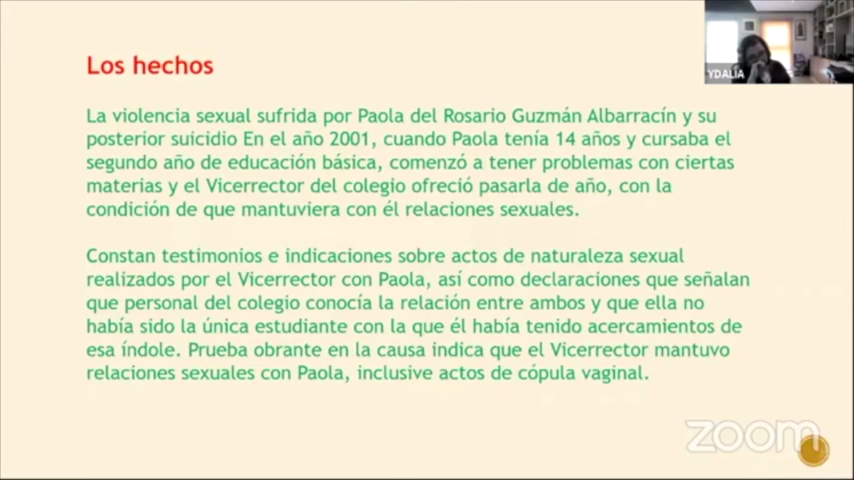 Los hechos
La violencia sexual sufrida por Paola del Rosario Guzmán Albarracín y su
posterior suicidio En el año 2001, cuando Paola tenía 14 años y cursaba el
segundo año de educación básica, comenzó a tener problemas con ciertas
materias y el Vicerrector del colegio ofreció pasarla de año, con la
condición de que mantuviera con él relaciones sexuales.
Constan testimonios e indicaciones sobre actos de naturaleza sexual
realizados por el Vicerrector con Paola, así como declaraciones que señalan
que personal del colegio conocía la relación entre ambos y que ella no
había sido la única estudiante con la que él había tenido acercamientos de
esa índole. Prueba obrante en la causa indica que el Vicerrector mantuvo
relaciones sexuales con Paola, inclusive actos de cópula vaginal.
YDALIA
zoom